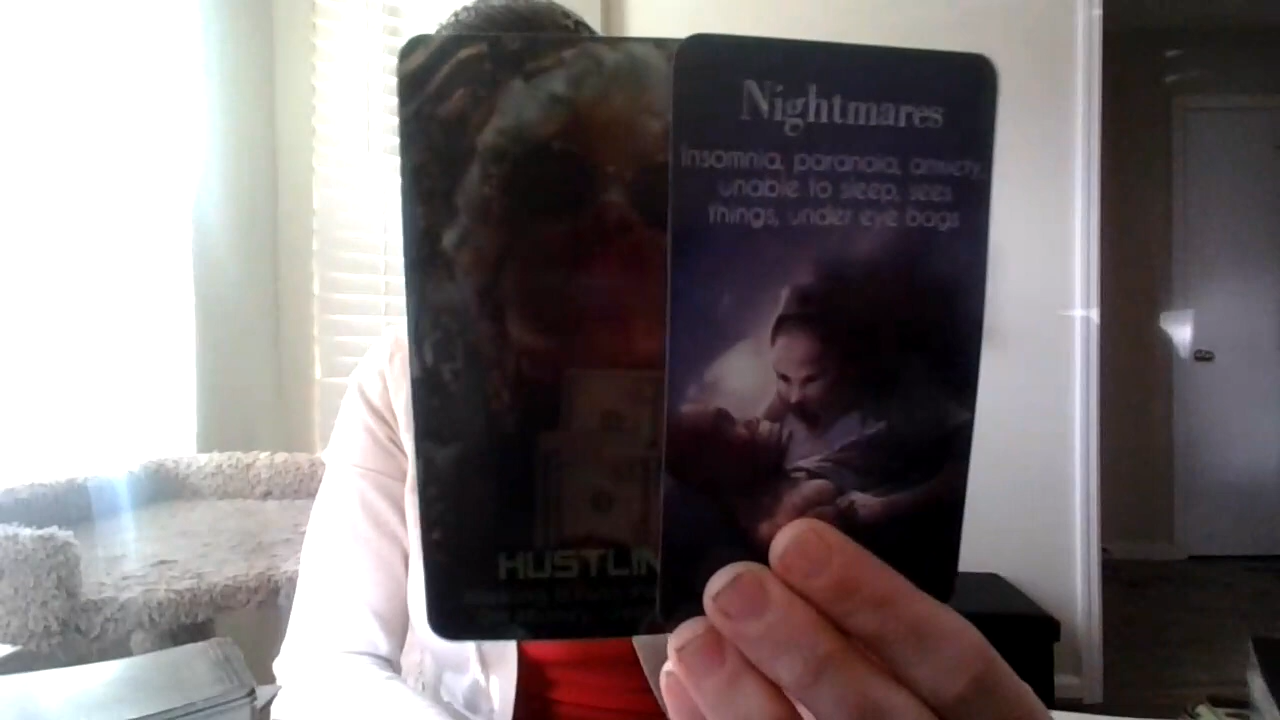 Nightmares
Insomnia, paranoia, anxiety,
unable to sleep, sees
things, under eye bags
HUSTLIN